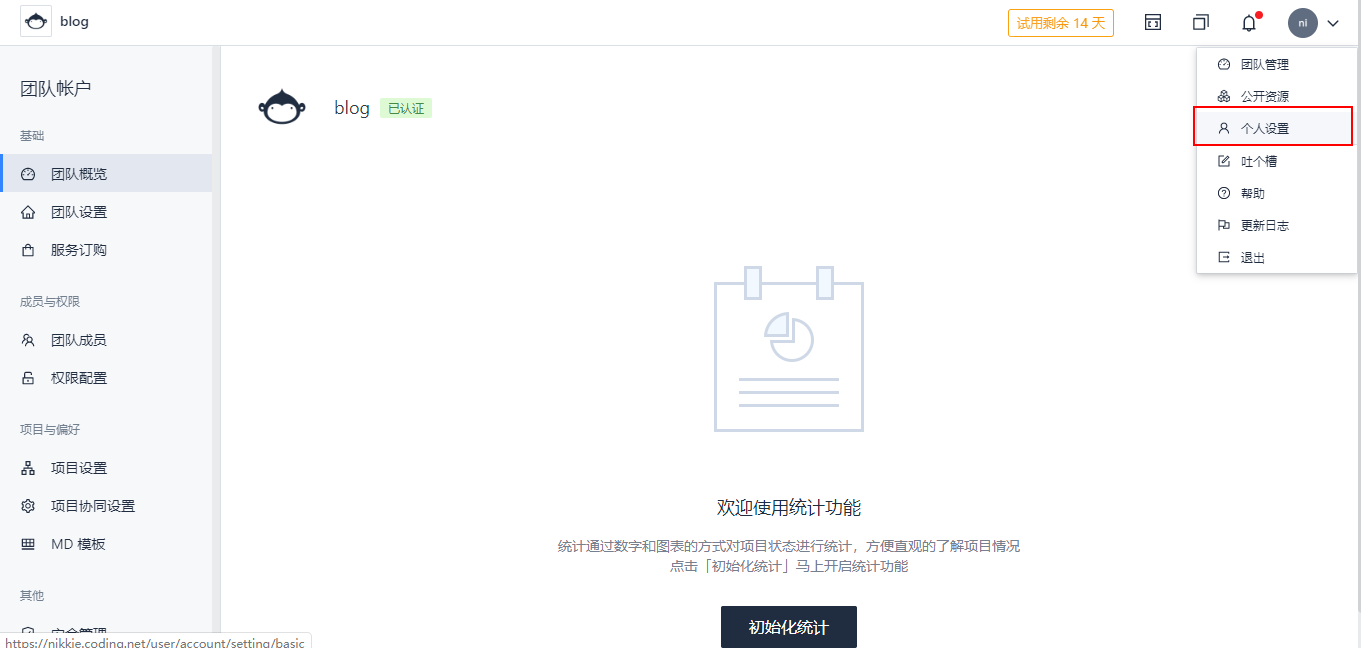 blog
试用剩余 14 天
ni
团队管理
公开资源
个人设置
吐个槽
帮助
更新日志
退出
团队帐户
基础
团队概览
团队设置
服务订购
成员与权限
团队成员
权限配置
项目与偏好
项目设置
项目协同设置
MD 模板
其他
安全管理
https://nikkie.coding.net/user/account/setting/basic
blog
已认证
欢迎使用统计功能
统计通过数字和图表的方式对项目状态进行统计，方便直观的了解项目情况
点击「初始化统计」马上开启统计功能
初始化统计